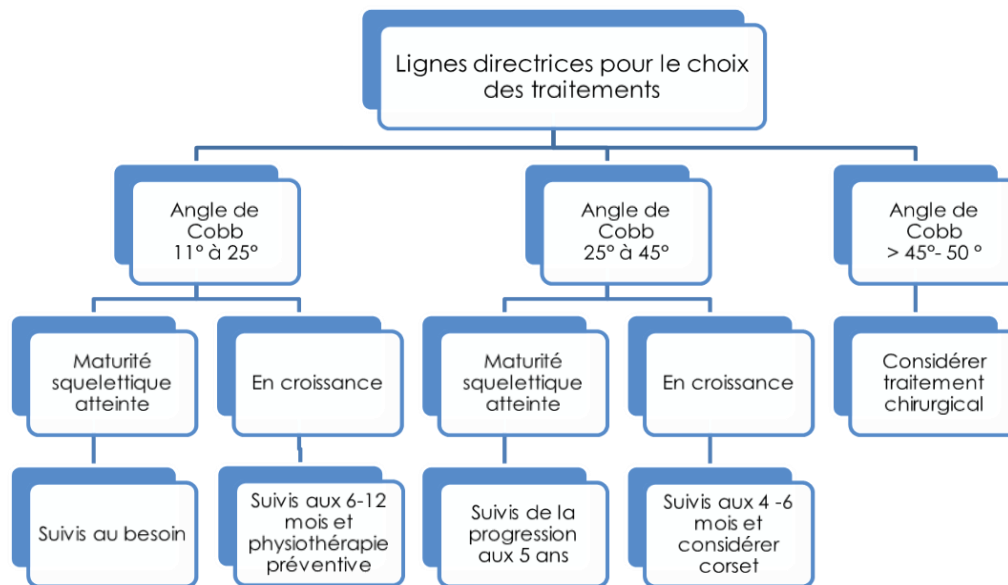 Lignes directrices pour le choix
des traitements
Angle de
Cobb
11° à 25°
Angle de
Cobb
25° à 45°
Angle de
Cobb
> 45°- 50 °
Maturité
squelettique
atteinte
En croissance
Maturité
squelettique
atteinte
En croissance
Considérer
traitement
chirurgical
Suivis au besoin
Suivis aux 6-12
mois et
physiothérapie
préventive
Suivis de la
progression
aux 5 ans
Suivis aux 4 -6
mois et
considérer
corset